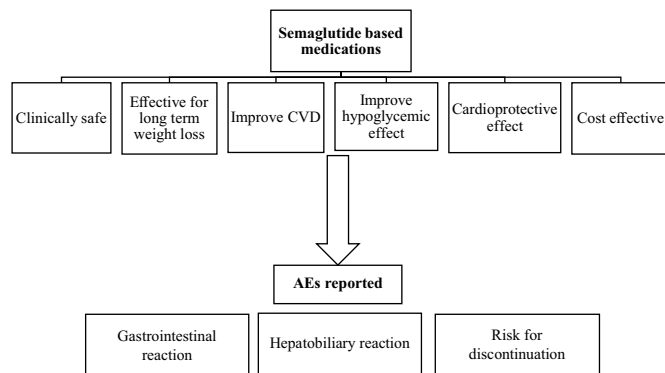 Semaglutide based
medications
Clinically safe
Effective for
long term
weight loss
Improve CVD
Improve
hypoglycemic
effect
Cardioprotective
effect
Cost effective
AEs reported
Gastrointestinal
reaction
Hepatobiliary reaction
Risk for
discontinuation